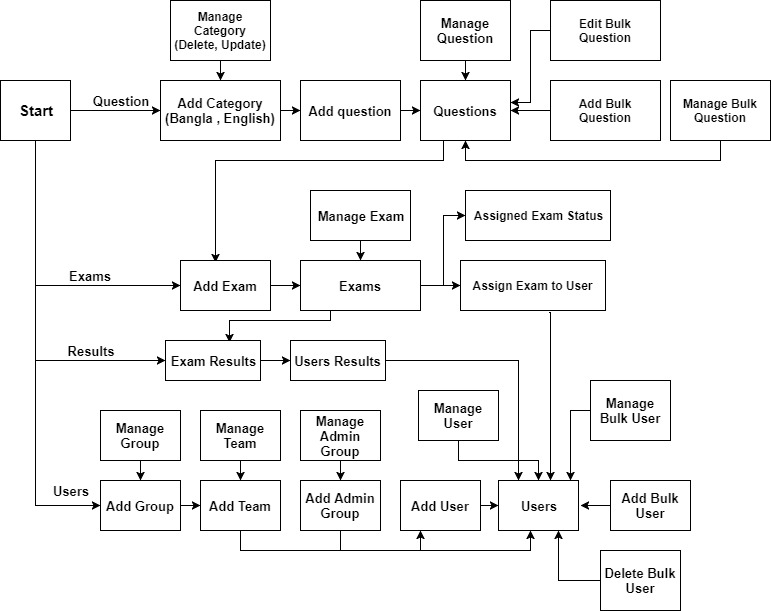 Manage
Category
(Delete, Update)
Manage
Question
Edit Bulk
Question
Start
Question
Add Category
(Bangla , English)
Add question
Questions
Add Bulk
Question
Manage Bulk
Question
Manage Exam
Assigned Exam Status
Exams
Add Exam
Exams
Assign Exam to User
Results
Exam Results
Users Results
Manage
Group
Manage
Team
Manage
Admin
Group
Manage
User
Manage
Bulk User
Users
Add Group
Add Team
Add Admin
Group
Add User
Users
Add Bulk
User
Delete Bulk
User